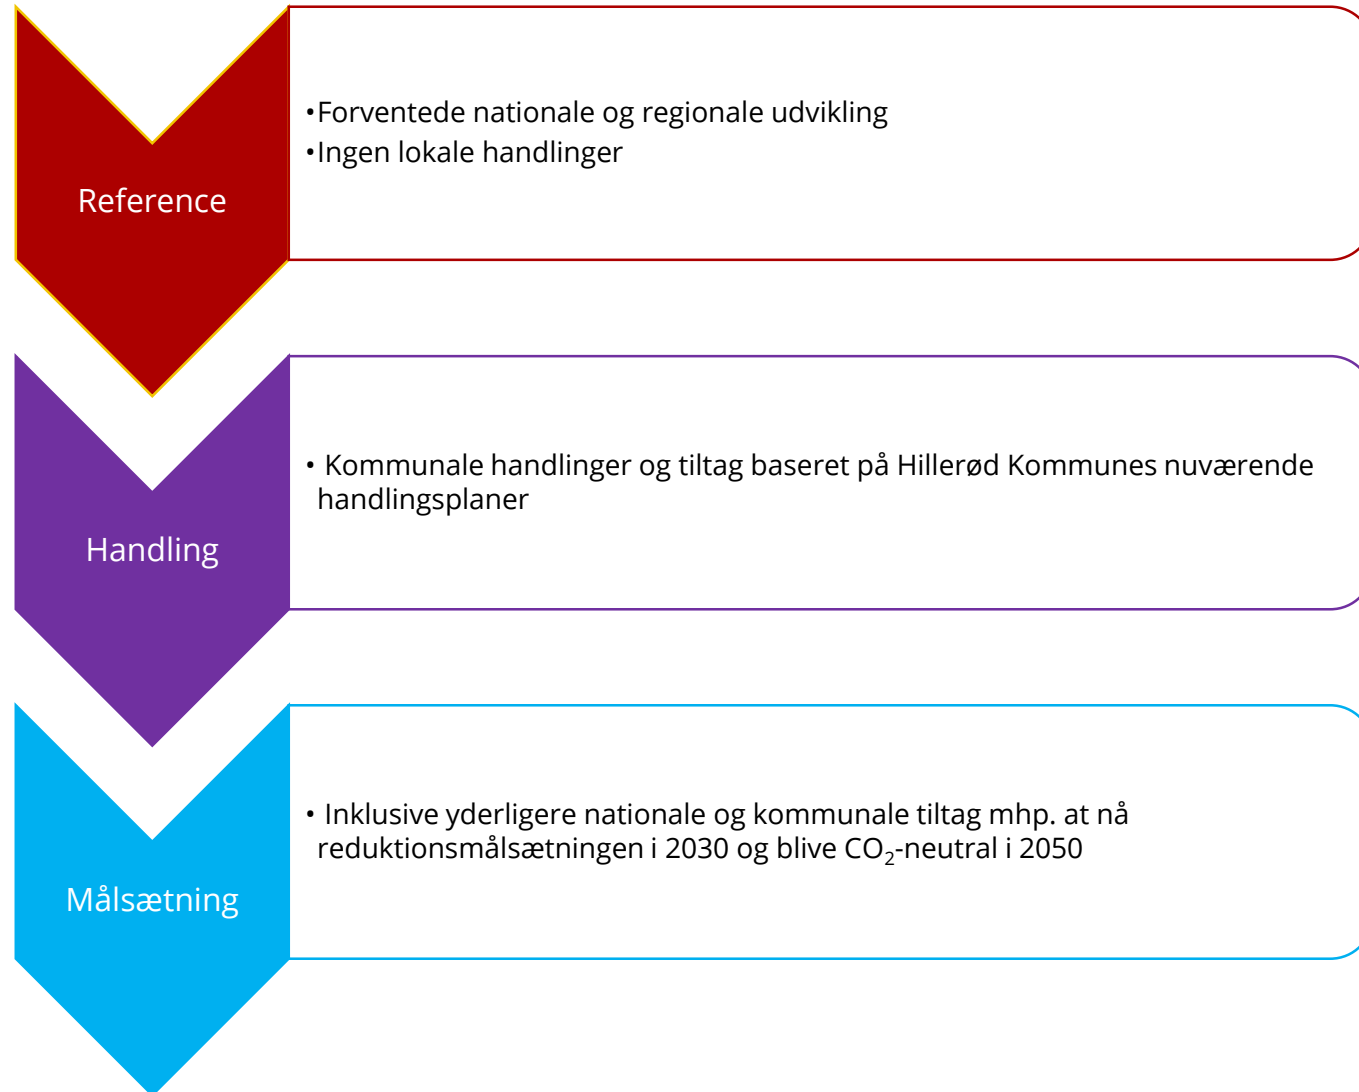 Reference
•Forventede nationale og regionale udvikling
•Ingen lokale handlinger
Handling
• Kommunale handlinger og tiltag baseret på Hillerød Kommunes nuværende
handlingsplaner
Målsætning
• Inklusive yderligere nationale og kommunale tiltag mhp. at nå
reduktionsmålsætningen i 2030 og blive CO₂-neutral i 2050